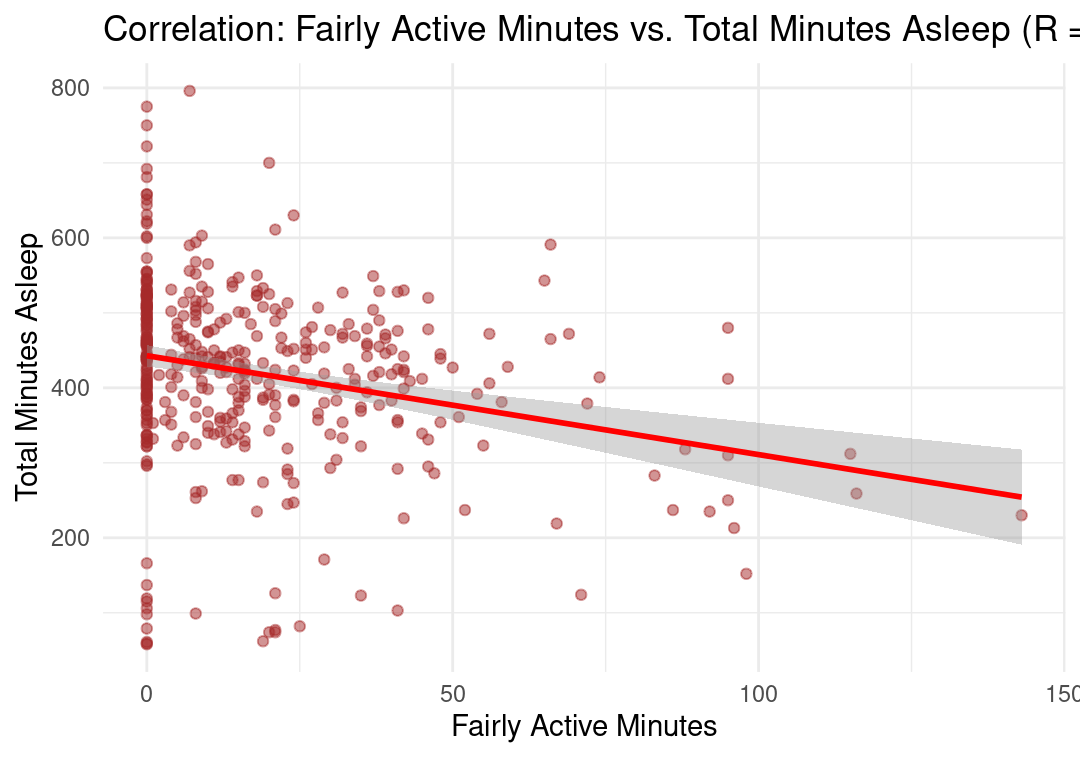 Correlation: Fairly Active Minutes vs. Total Minutes Asleep (R =
800
600
400
200
Total Minutes Asleep
0 50 100 150
Fairly Active Minutes